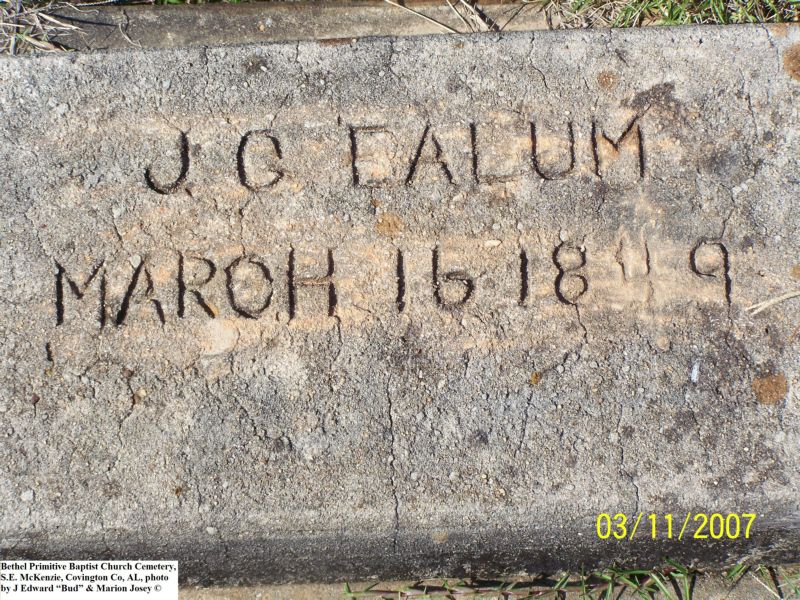 J.G EALUM
MARCH 16
03/11/2007
Bethel Primitive Baptist Church Cemetery,
S.E. McKenzie, Covington Co, AL, photo
by J Edward “Bud” & Marion Josey ©